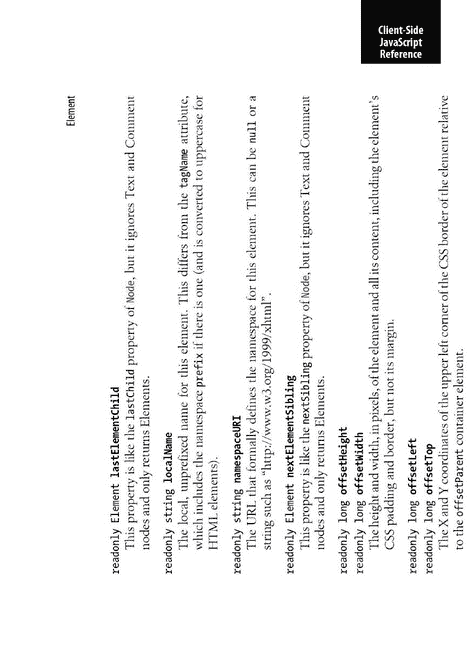 Client-Side
JavaScript
Reference
Element
readonly Element lastElementChild
This property is like the lastChild property of Node, but it ignores Text and Comment
nodes and only returns Elements.
readonly string localName
The local, unprefixed name for this element. This differs from the tagName attribute,
which includes the namespace prefix if there is one (and is converted to uppercase for
HTML elements).
readonly string namespaceURI
The URL that formally defines the namespace for this element. This can be null or a
string such as “http://www.w3.org/1999/xhtml”.
readonly Element nextElementSibling
This property is like the nextSibling property of Node, but it ignores Text and Comment
nodes and only returns Elements.
readonly long offsetHeight
readonly long offsetWidth
The height and width, in pixels, of the element and all its content, including the element’s
CSS padding and border, but not its margin.
readonly long offsetLeft
readonly long offsetTop
The X and Y coordinates of the upper left corner of the CSS border of the element relative
to the offsetParent container element.